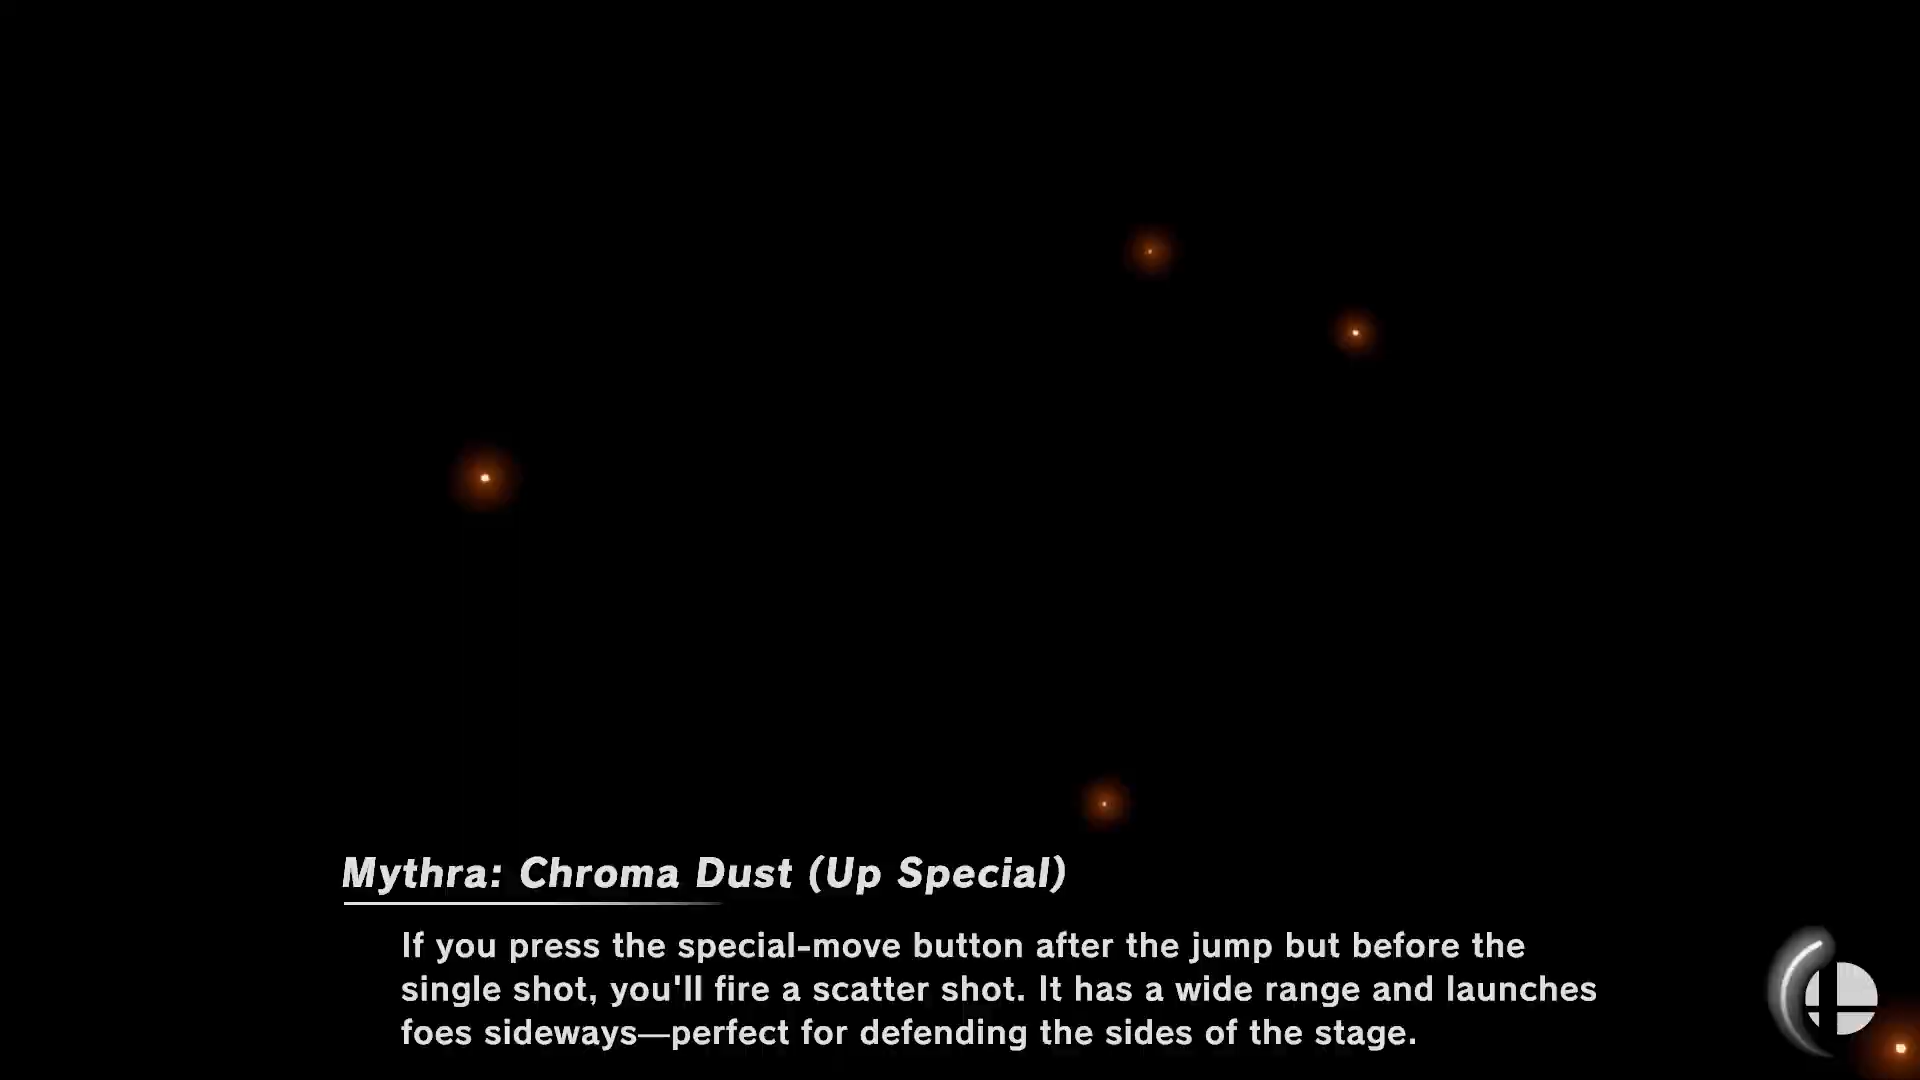 Mythra: Chroma Dust (Up Special)
If you press the special-move button after the jump but before the
single shot, you'll fire a scatter shot. It has a wide range and launches
foes sideways—perfect for defending the sides of the stage.